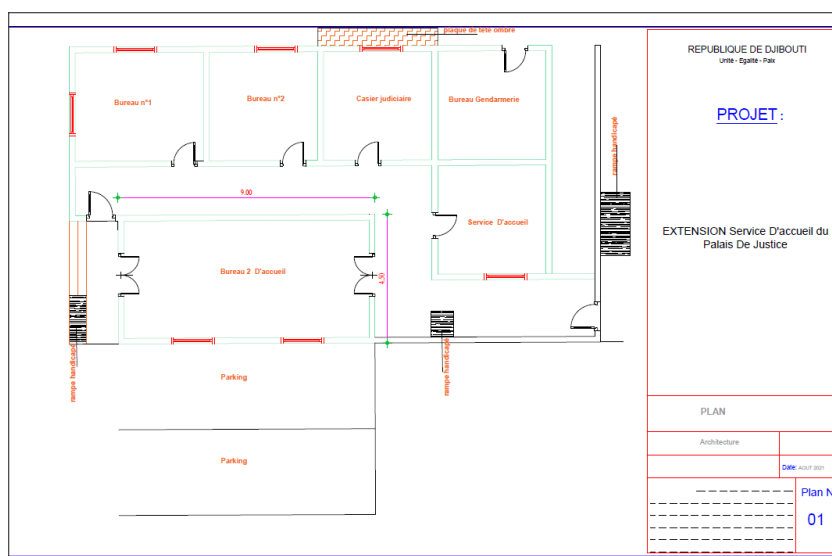 plaque de tête ombre
Bureau n°1
Bureau n°2
Casier judiciaire
Bureau Gendarmerie
rampe handicapé
9.00
Service D'accueil
Bureau 2 D'accueil
4,50
rampe handicapé
rampe handicapé
Parking
Parking
REPUBLIQUE DE DJIBOUTI
Unité - Egalité - Paix
PROJET :
EXTENSION Service D'accueil du
Palais De Justice
PLAN
Architecture
Date: AOUT 2021
Plan N
01